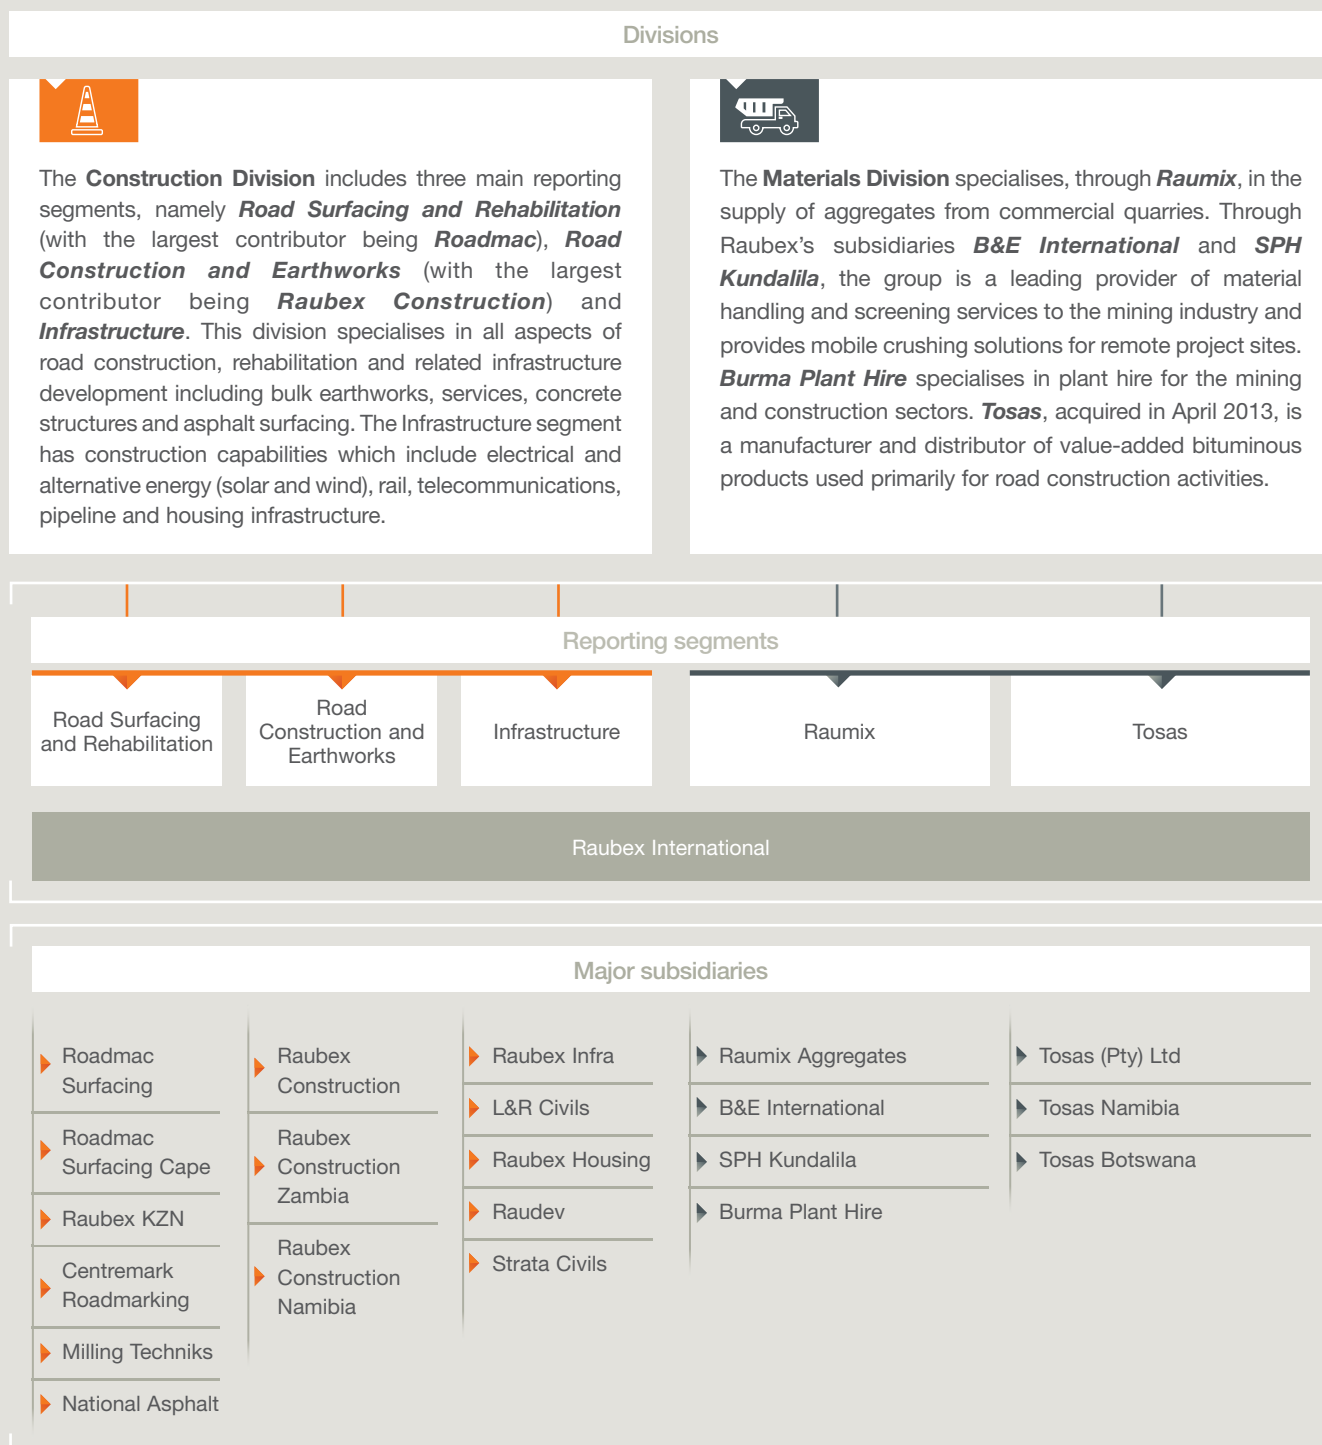 Divisions
The Construction Division includes three main reporting
segments, namely Road Surfacing and Rehabilitation
(with the largest contributor being Roadmac), Road
Construction and Earthworks (with the largest
contributor being Raubex Construction) and
Infrastructure. This division specialises in all aspects of
road construction, rehabilitation and related infrastructure
development including bulk earthworks, services, concrete
structures and asphalt surfacing. The Infrastructure segment
has construction capabilities which include electrical and
alternative energy (solar and wind), rail, telecommunications,
pipeline and housing infrastructure.
The Materials Division specialises, through Raumix, in the
supply of aggregates from commercial quarries. Through
Raubex's subsidiaries B&E International and SPH
Kundalila, the group is a leading provider of material
handling and screening services to the mining industry and
provides mobile crushing solutions for remote project sites.
Burma Plant Hire specialises in plant hire for the mining
and construction sectors. Tosas, acquired in April 2013, is
a manufacturer and distributor of value-added bituminous
products used primarily for road construction activities.
Reporting segments
Road Surfacing
and Rehabilitation
Road
Construction and
Earthworks
Infrastructure
Raumix
Tosas
Raubex International
Major subsidiaries
Roadmac
Surfacing
Roadmac
Surfacing Cape
Raubex KZN
Centremark
Roadmarking
Milling Techniks
National Asphalt
Raubex
Construction
Raubex
Construction
Zambia
Raubex
Construction
Namibia
Raubex Infra
L&R Civils
Raubex Housing
Raudev
Strata Civils
Raumix Aggregates
B&E International
SPH Kundalila
Burma Plant Hire
Tosas (Pty) Ltd
Tosas Namibia
Tosas Botswana